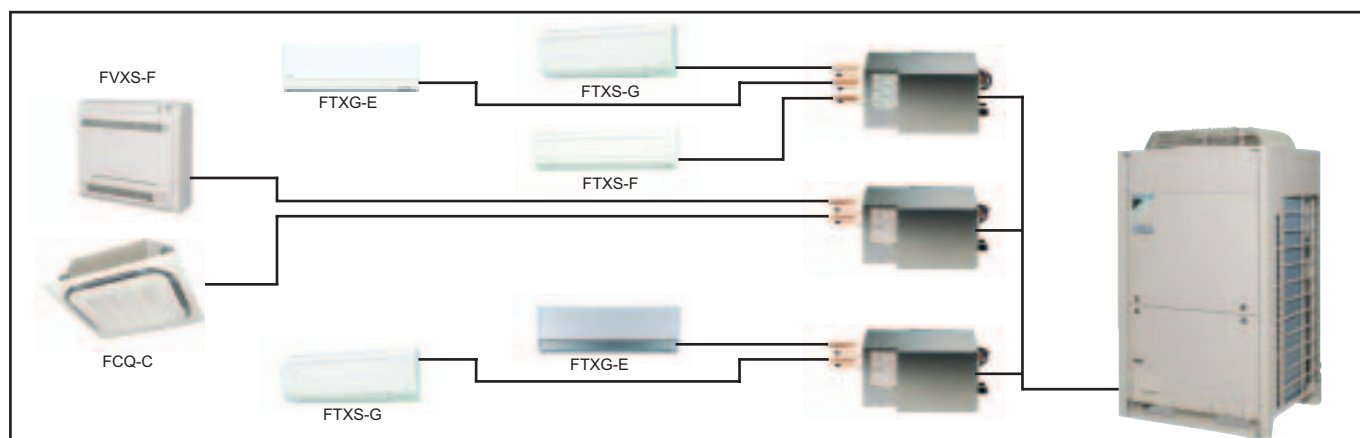 FVXS-F
FTXG-E
FTXS-G
FTXS-F
FCQ-C
FTXG-E
FTXS-G